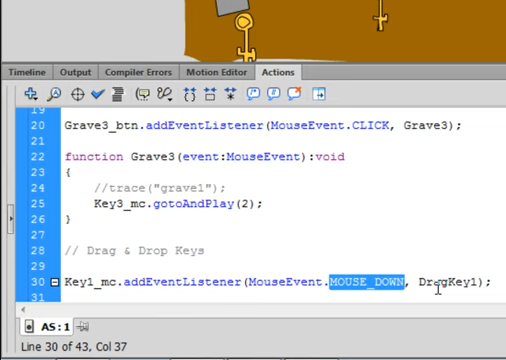 Timeline Output Compiler Errors Motion Editor Actions
19
20 Grave3_btn.addEventListener(MouseEvent.CLICK, Grave3);
21
22 function Grave3(event:MouseEvent):void
23 {
24 //trace("grave1");
25 Key3_mc.gotoAndPlay(2);
26 }
27
28 // Drag & Drop Keys
29
30 Key1_mc.addEventListener(MouseEvent.MOUSE_DOWN, DragKey1);
31
AS:1
Line 30 of 43, Col 37